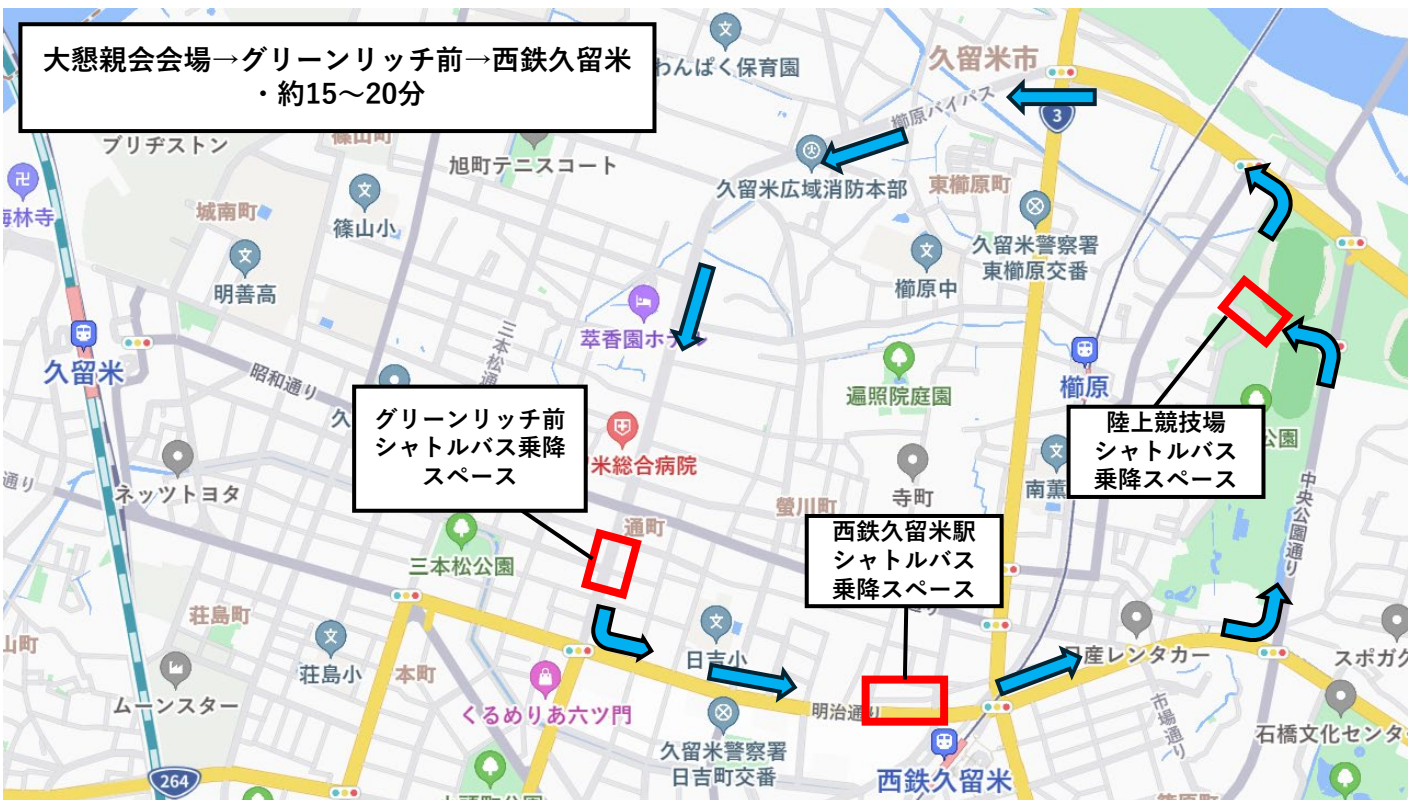 大懇親会会場→グリーンリッチ前→西鉄久留米
・約15～20分
わんぱく保育園
久留米市
櫛原バイパス
3
ブリヂストン
篠山町
旭町テニスコート
久留米広域消防本部
東櫛原町
梅林寺
城南町
篠山小
久留米警察署
東櫛原交番
明善高
櫛原中
三本松通
萃香園ホテル
久留米
昭和通り
遍照院庭園
櫛原
グリーンリッチ前
シャトルバス乗降
スペース
陸上競技場
シャトルバス
乗降スペース
久
公園
米総合病院
通り
ネッツトヨタ
寺町
南薫
螢川町
中央公園通り
通町
西鉄久留米駅
シャトルバス
乗降スペース
三本松公園
荘島町
山町
荘島小
本町
日吉小
日産レンタカー
スポガ
ムーンスター
くるめりあ六ツ門
明治通り
市場通り
石橋文化センタ
久留米警察署
日吉町交番
西鉄久留米
264